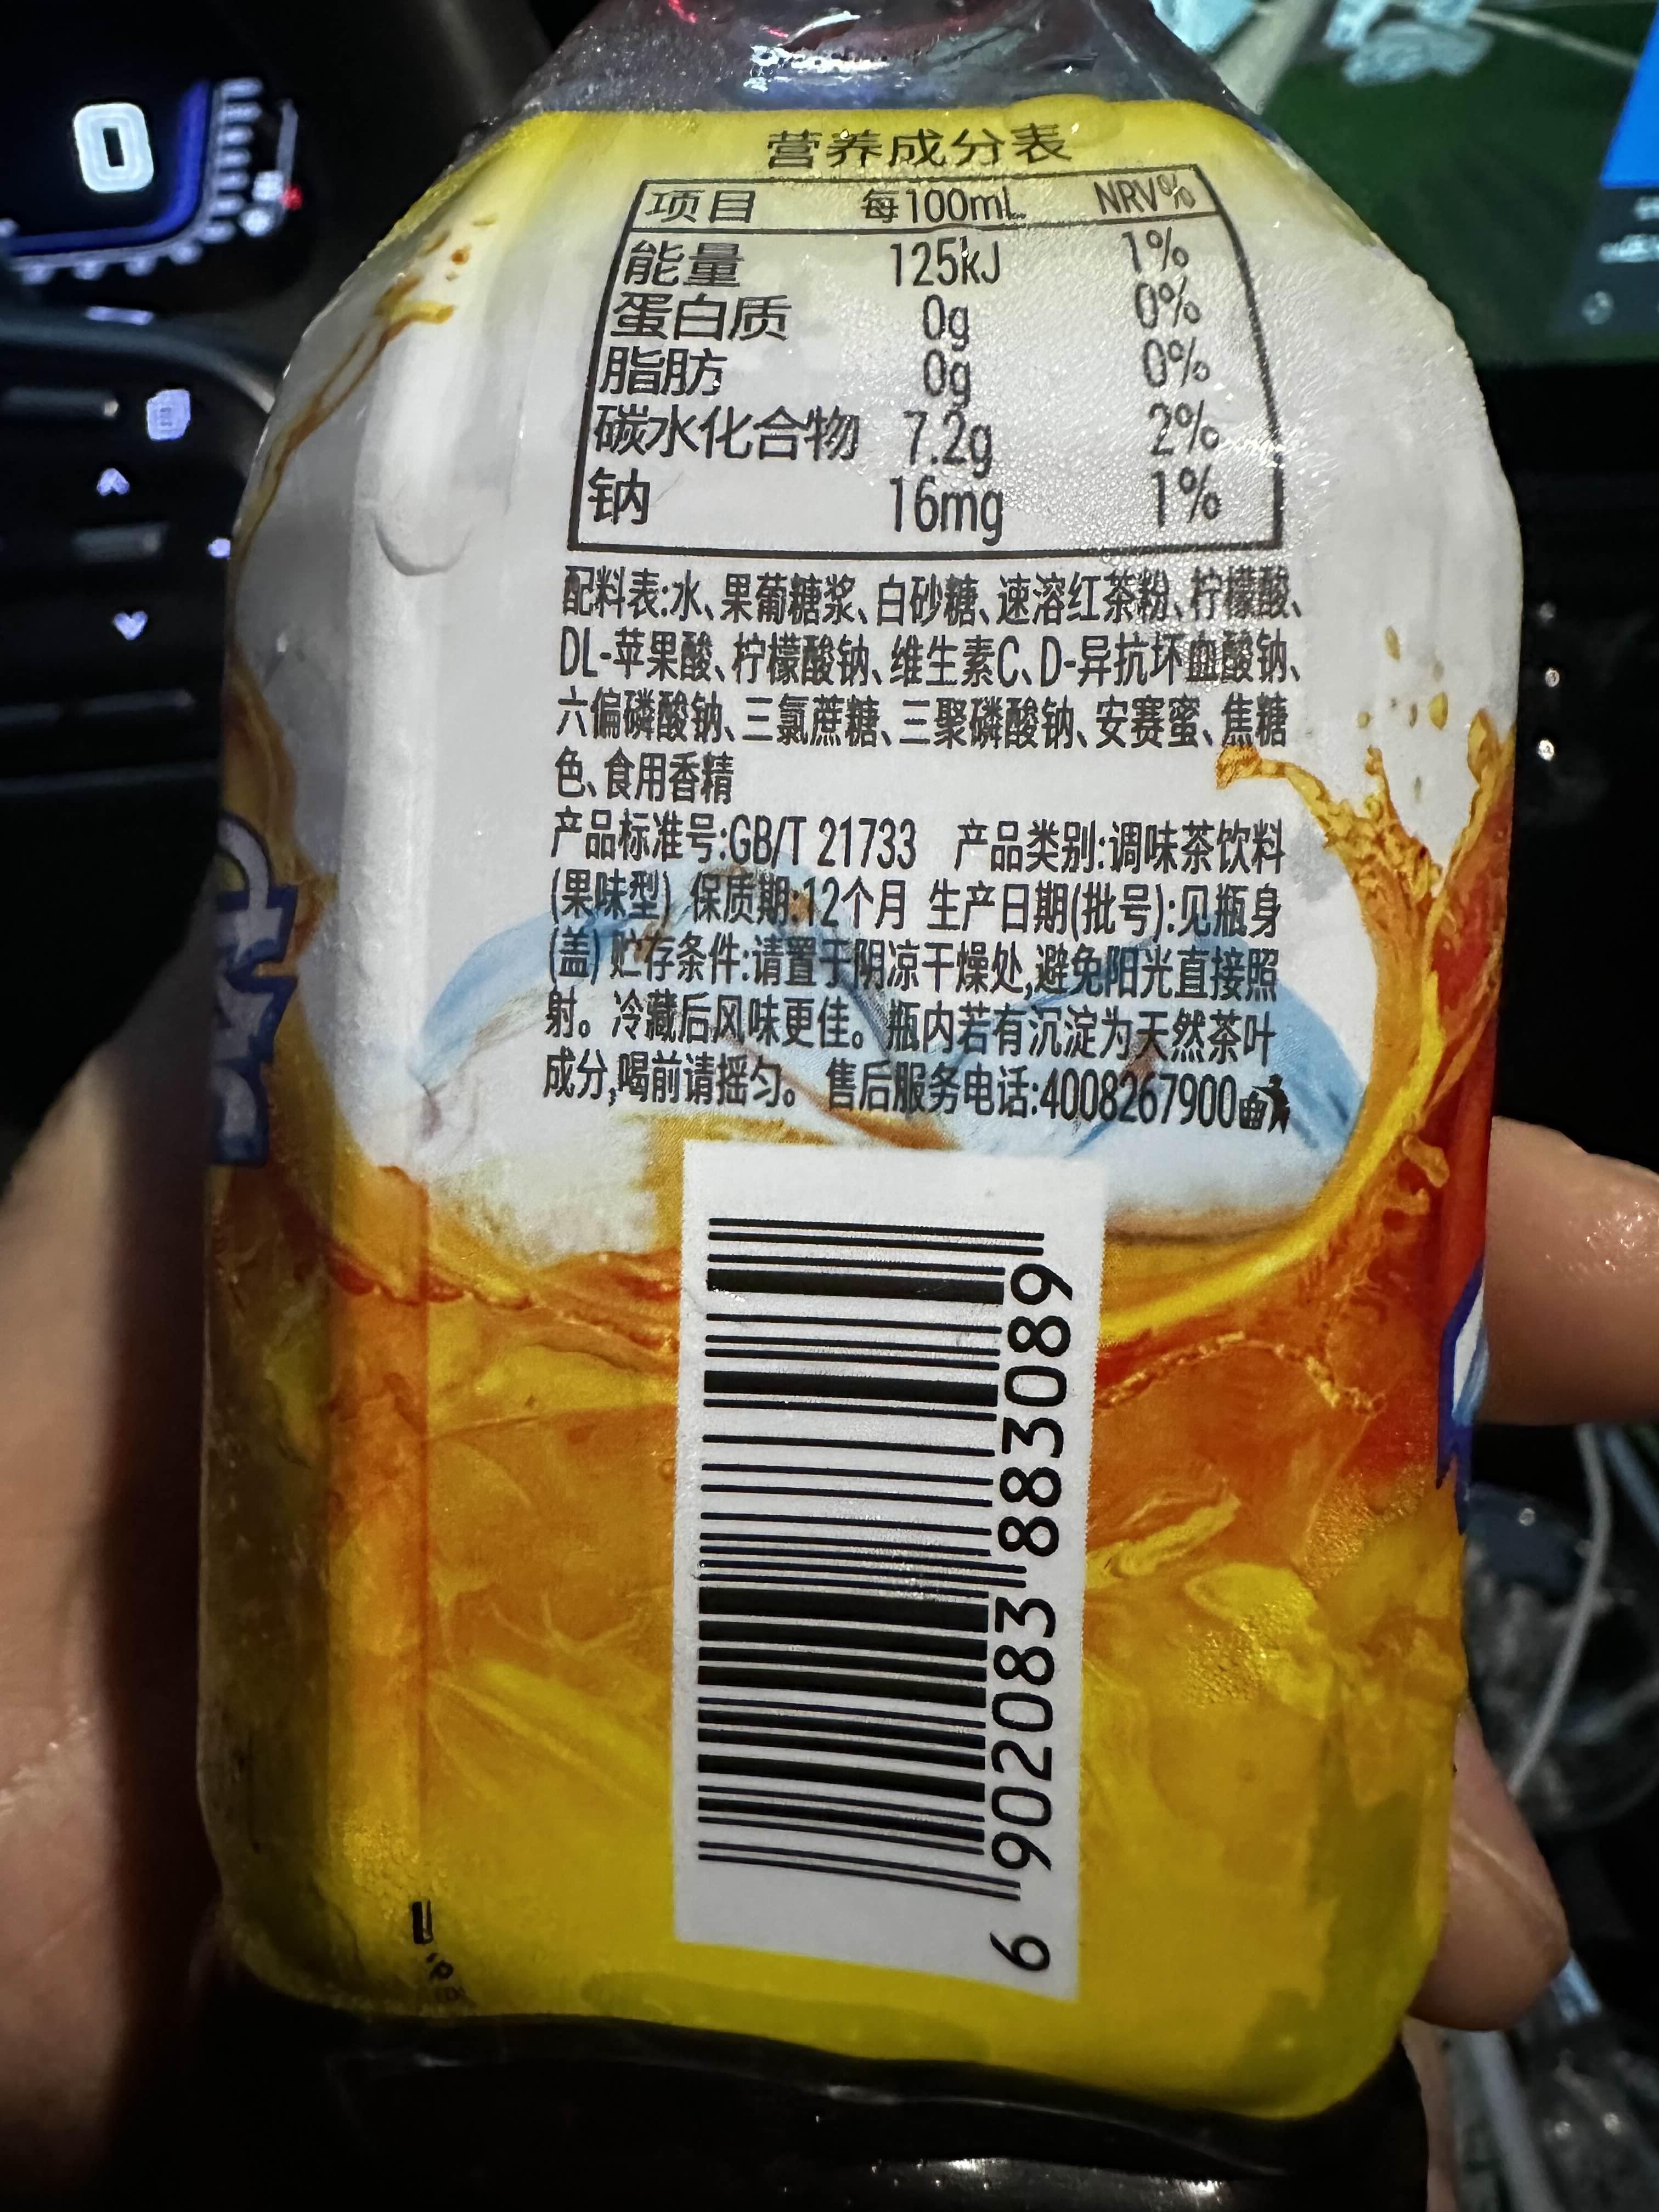 0
营养成分表
项目 每100mL NRV%
能量 125kJ 1%
蛋白质 0g 0%
脂肪 0g 0%
碳水化合物 7.2g 2%
钠 16mg 1%
配料表:水、果葡糖浆、白砂糖、速溶红茶粉、柠檬酸、
DL-苹果酸、柠檬酸钠、维生素C、D-异抗坏血酸钠、
六偏磷酸钠、三氯蔗糖、三聚磷酸钠、安赛蜜、焦糖
色、食用香精
产品标准号:GB/T 21733 产品类别:调味茶饮料
(果味型) 保质期:12个月 生产日期(批号):见瓶身
(盖) 贮存条件:请置于阴凉干燥处,避免阳光直接照
射。冷藏后风味更佳。瓶内若有沉淀为天然茶叶
成分,喝前请摇匀。 售后服务电话:4008267900
6 902083 883089